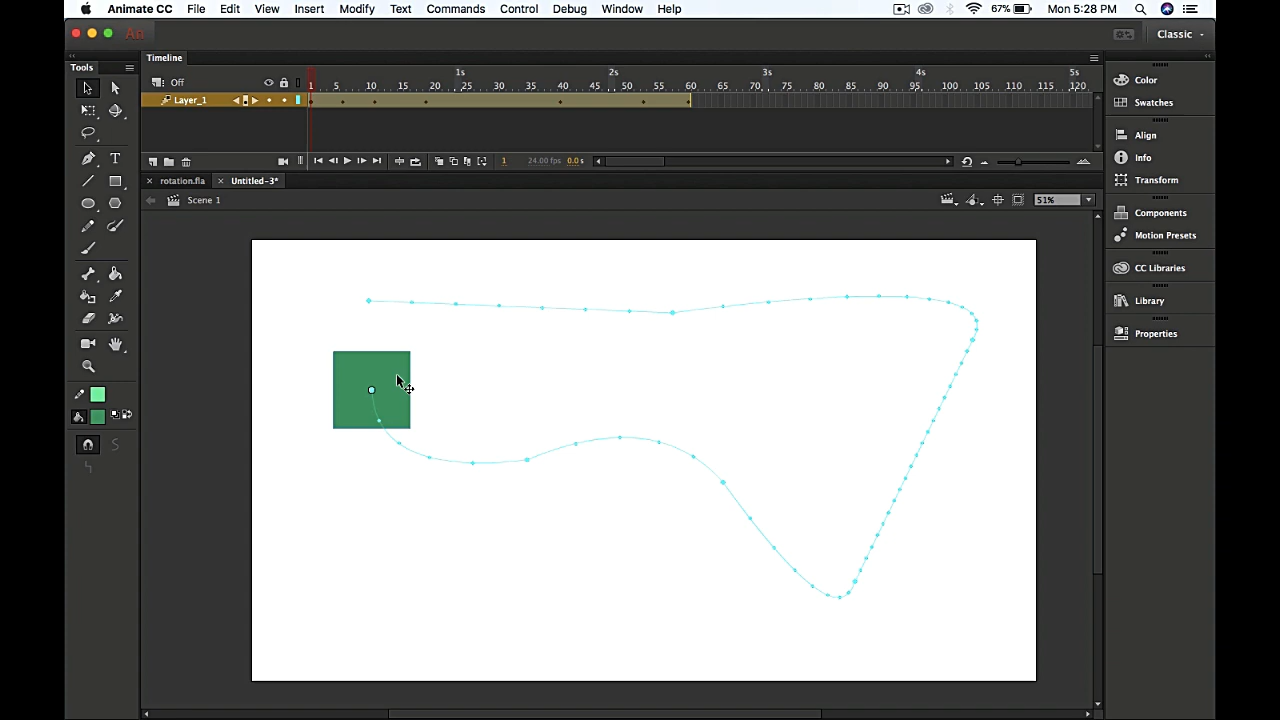 Animate CC File Edit View Insert Modify Text Commands Control Debug Window Help 67% Mon 5:28 PM
An Classic
Timeline
Tools
1s 2s 3s 4s 5s
Off 1 5 10 15 20 25 30 35 40 45 50 55 60 65 70 75 80 85 90 95 100 105 110 115 120
Layer_1
1 24.00 fps 0.0s
rotation.fla Untitled-3*
Scene 1 51%
Color
Swatches
Align
Info
Transform
Components
Motion Presets
CC Libraries
Library
Properties
T